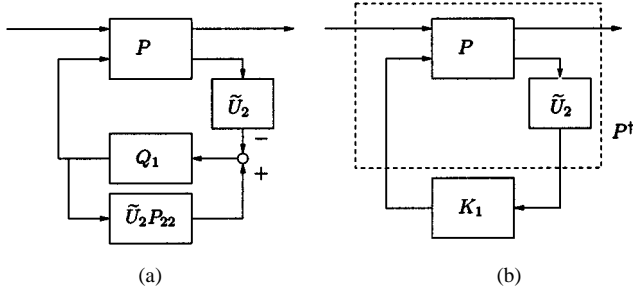 P
Ũ₂
−
Q₁
+
Ũ₂P₂₂
(a)
P
Ũ₂
P†
K₁
(b)